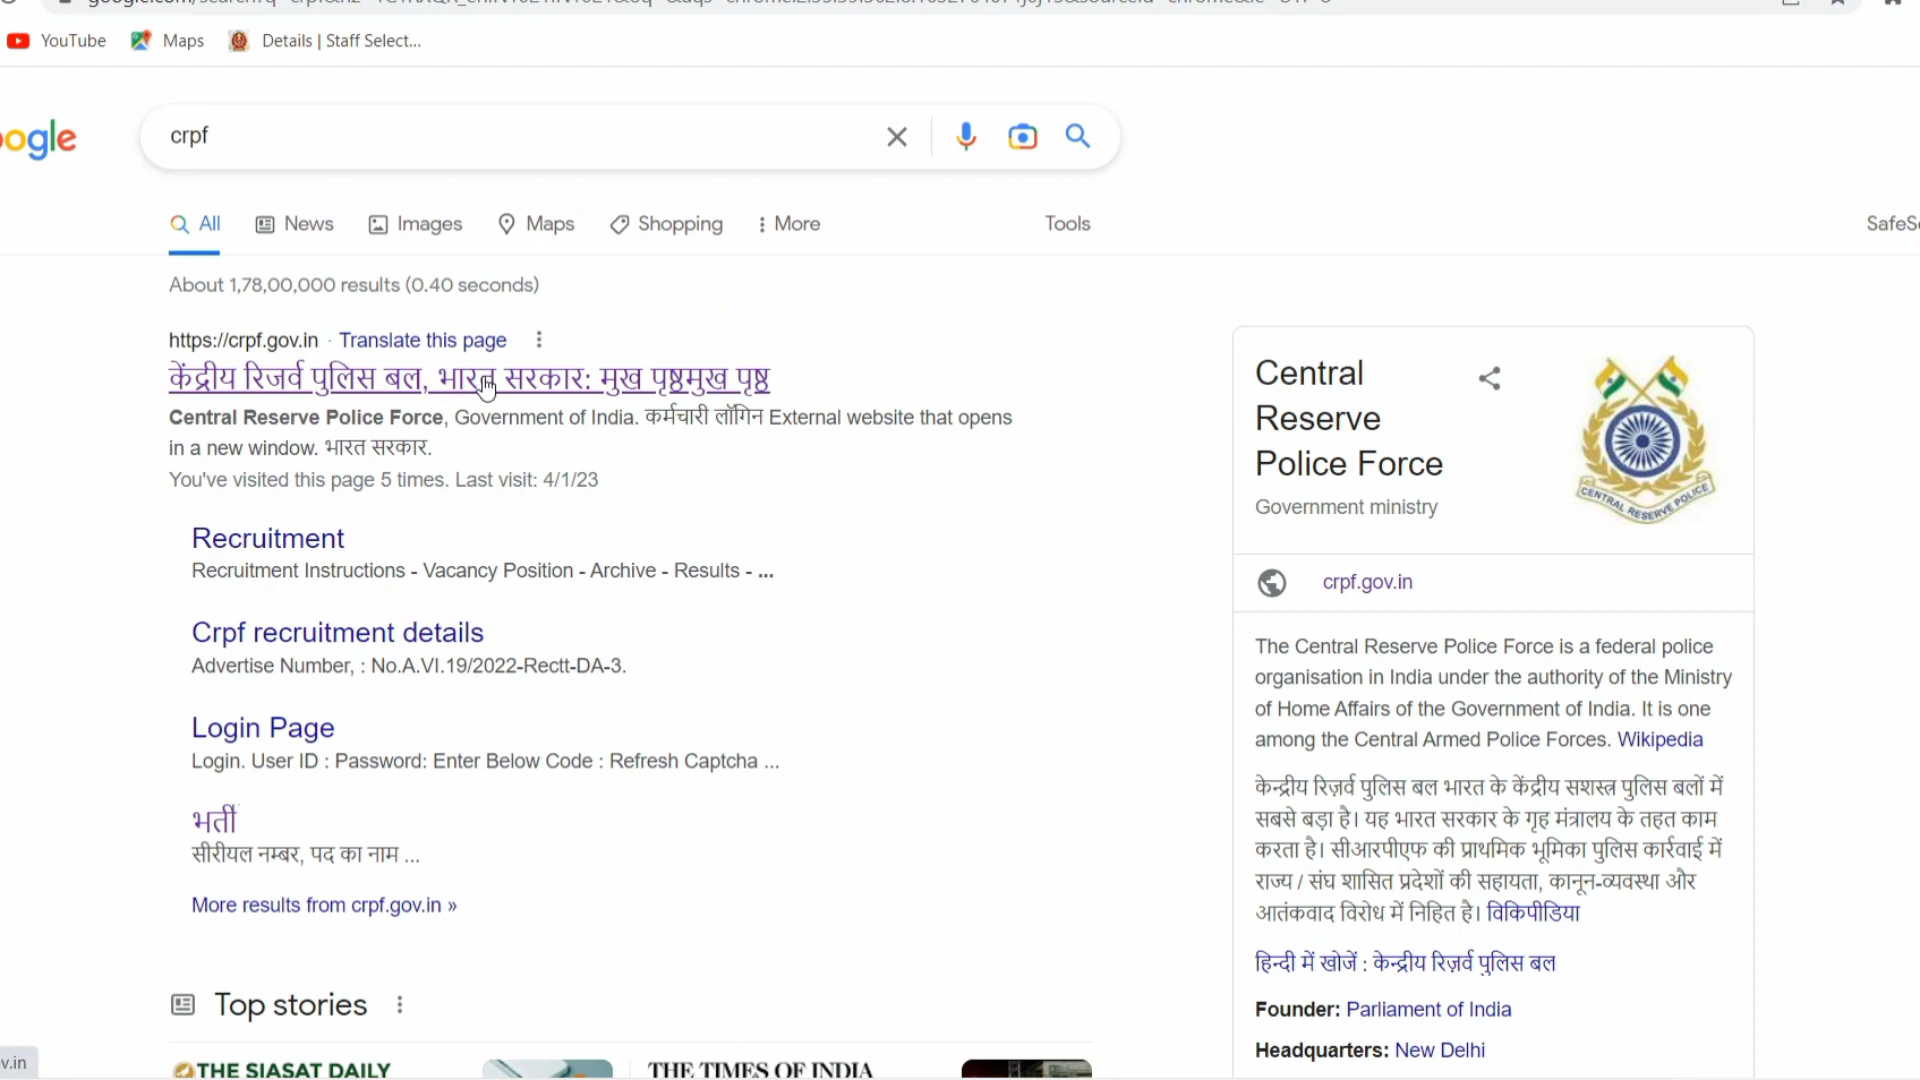 YouTube Maps Details | Staff Select...
ogle crpf
All News Images Maps Shopping More Tools
About 1,78,00,000 results (0.40 seconds)
https://crpf.gov.in · Translate this page
केंद्रीय रिजर्व पुलिस बल, भारत सरकार: मुख पृष्ठमुख पृष्ठ
Central Reserve Police Force, Government of India. कर्मचारी लॉगिन External website that opens
in a new window. भारत सरकार.
You've visited this page 5 times. Last visit: 4/1/23
Recruitment
Recruitment Instructions - Vacancy Position - Archive - Results - ...
Crpf recruitment details
Advertise Number, : No.A.VI.19/2022-Rectt-DA-3.
Login Page
Login. User ID : Password: Enter Below Code : Refresh Captcha ...
भर्ती
सीरीयल नम्बर, पद का नाम ...
More results from crpf.gov.in »
Top stories
THE SIASAT DAILY THE TIMES OF INDIA
v.in
Central
Reserve
Police Force
Government ministry
CENTRAL RESERVE POLICE
crpf.gov.in
The Central Reserve Police Force is a federal police
organisation in India under the authority of the Ministry
of Home Affairs of the Government of India. It is one
among the Central Armed Police Forces. Wikipedia
केन्द्रीय रिज़र्व पुलिस बल भारत के केंद्रीय सशस्त्र पुलिस बलों में
सबसे बड़ा है। यह भारत सरकार के गृह मंत्रालय के तहत काम
करता है। सीआरपीएफ की प्राथमिक भूमिका पुलिस कार्रवाई में
राज्य / संघ शासित प्रदेशों की सहायता, कानून-व्यवस्था और
आतंकवाद विरोध में निहित है। विकिपीडिया
हिन्दी में खोजें : केन्द्रीय रिज़र्व पुलिस बल
Founder: Parliament of India
Headquarters: New Delhi